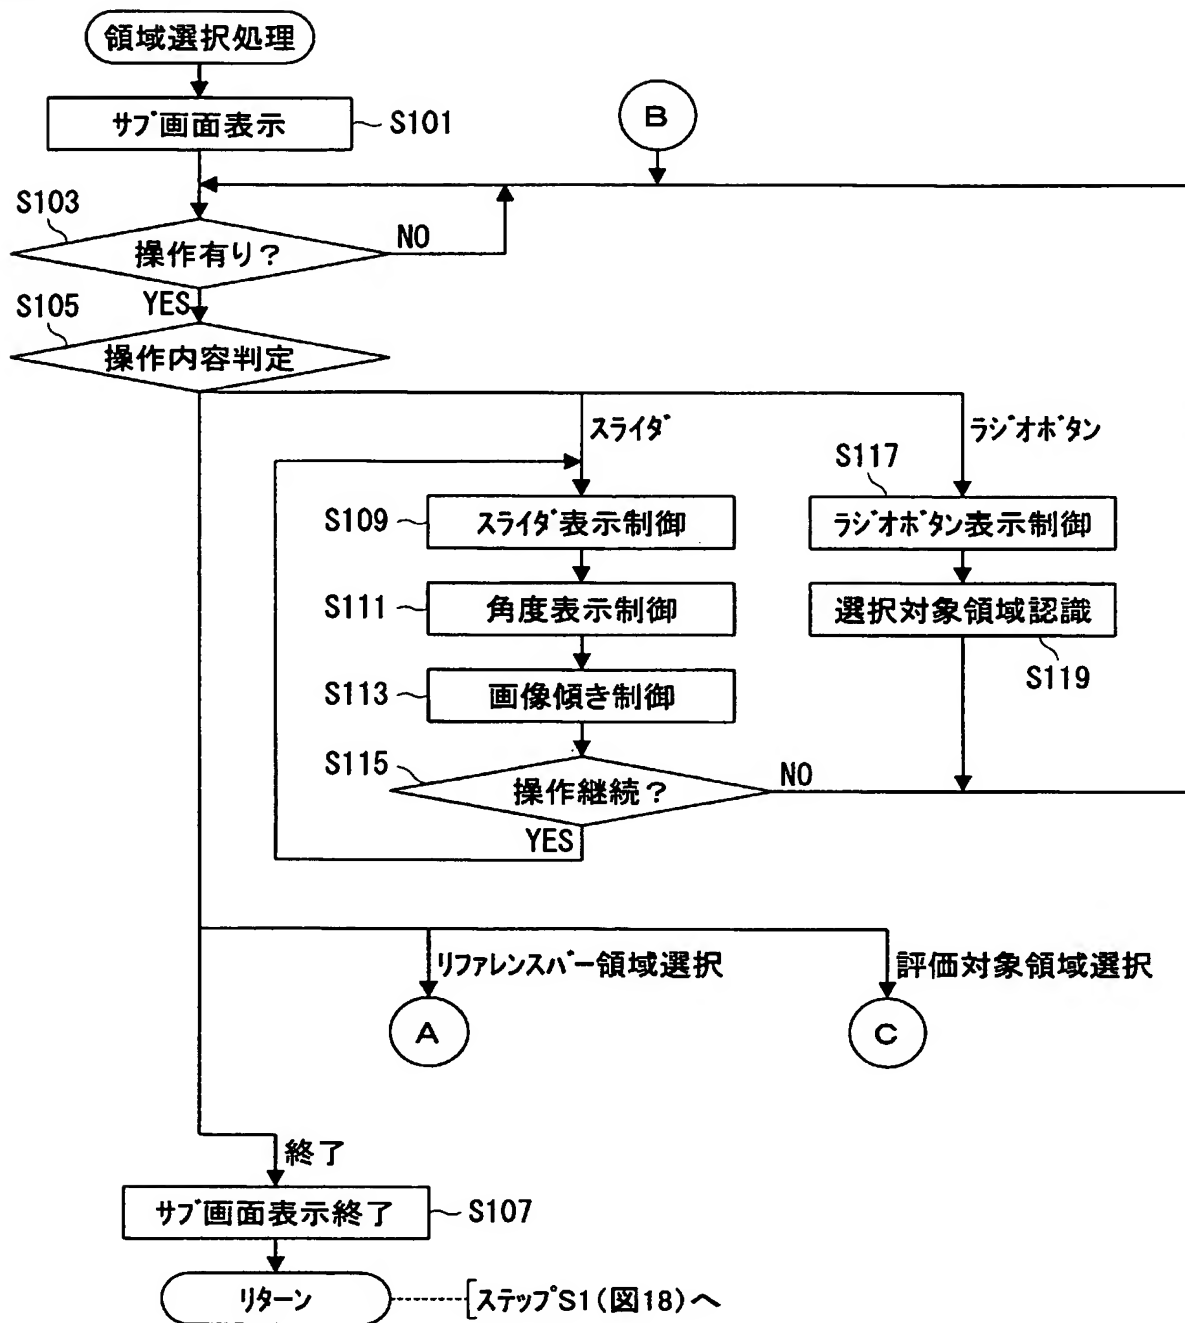 領域選択処理
サブ画面表示
S101
B
S103
操作有り?
NO
YES
S105
操作内容判定
スライダ
ラジオボタン
S117
S109
スライダ表示制御
ラジオボタン表示制御
S111
角度表示制御
選択対象領域認識
S119
S113
画像傾き制御
S115
操作継続?
NO
YES
リファレンスバー領域選択
評価対象領域選択
A
C
終了
サブ画面表示終了
S107
リターン
ステップS1(図18)へ